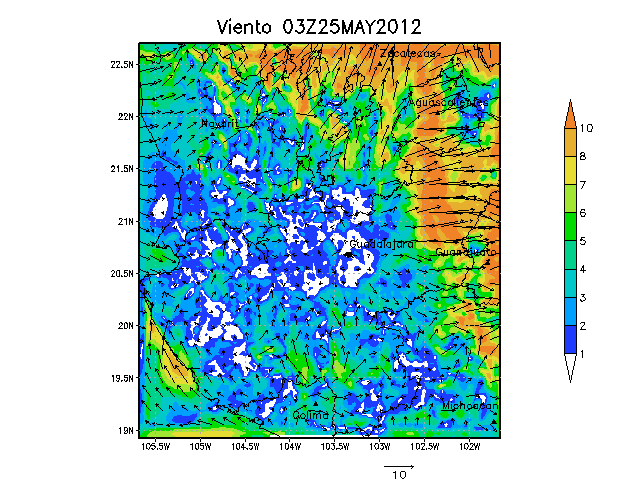 Viento 03Z25MAY2012
Zacatecas
22.5N
Aguascalientes
22N
Nayarit
21.5N
21N
Guadalajara
Guanajuato
20.5N
20N
19.5N
Michoacan
Colima
19N
105.5W 105W 104.5W 104W 103.5W 103W 102.5W 102W
10
8
7
6
5
4
3
2
1
10